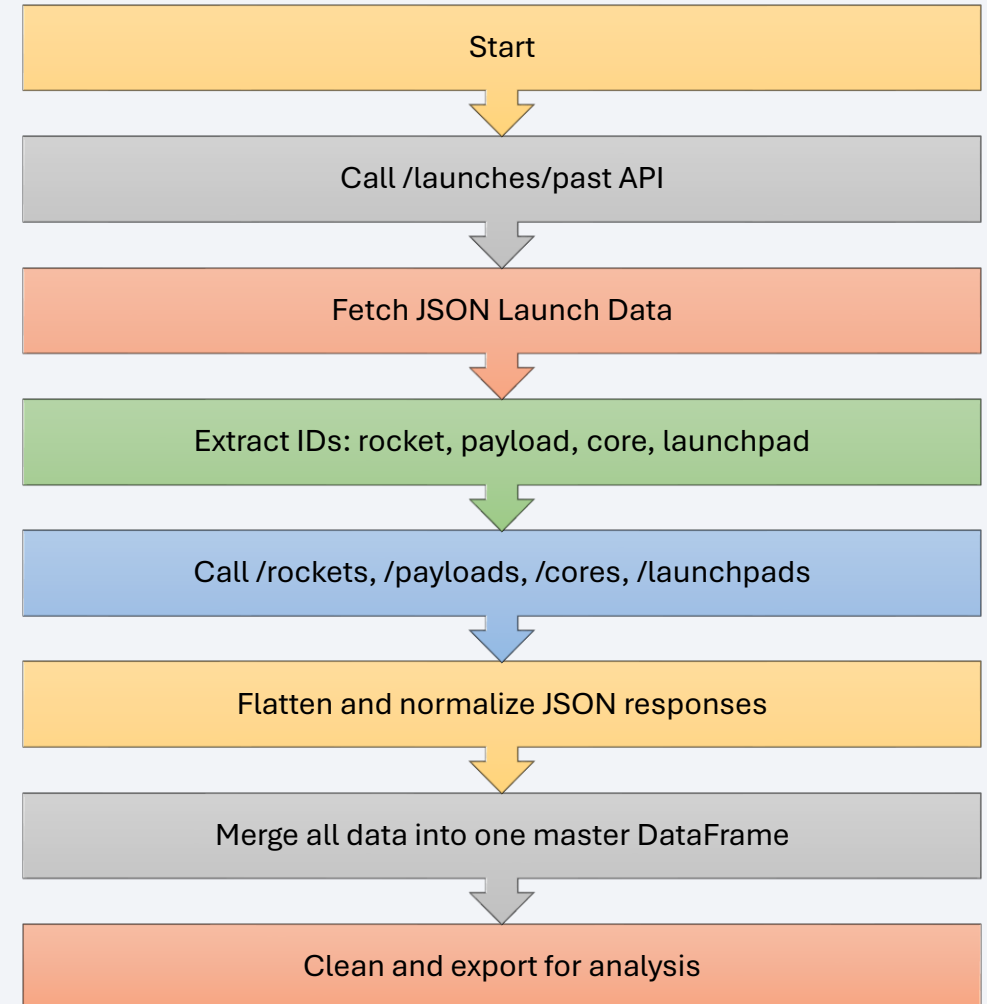 Start
Call /launches/past API
Fetch JSON Launch Data
Extract IDs: rocket, payload, core, launchpad
Call /rockets, /payloads, /cores, /launchpads
Flatten and normalize JSON responses
Merge all data into one master DataFrame
Clean and export for analysis